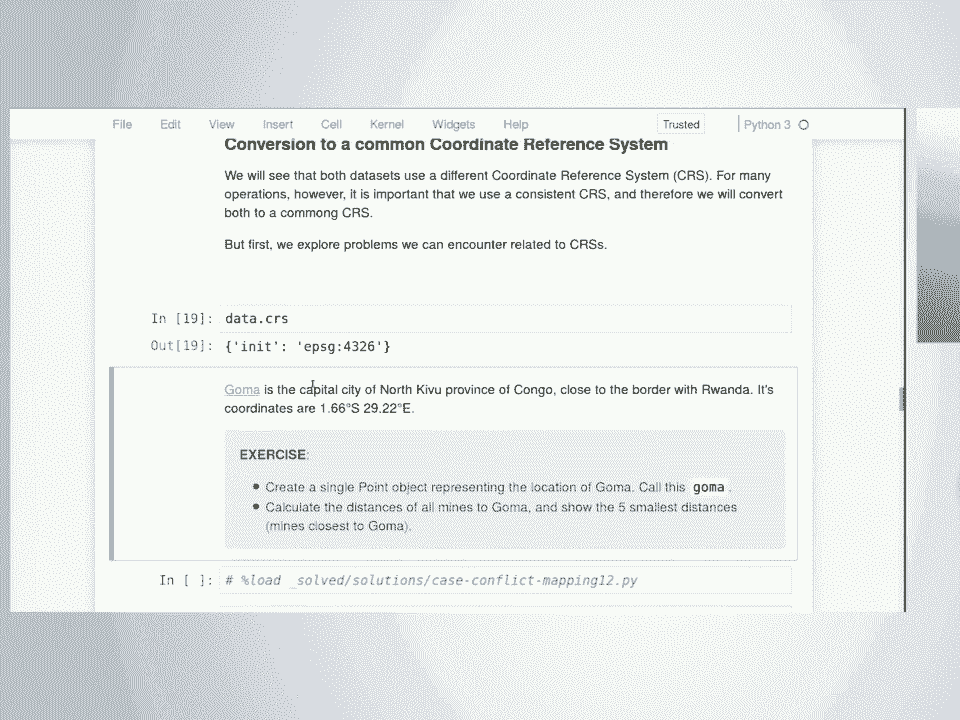 File Edit View Insert Cell Kernel Widgets Help Trusted Python 3
Conversion to a common Coordinate Reference System
We will see that both datasets use a different Coordinate Reference System (CRS). For many
operations, however, it is important that we use a consistent CRS, and therefore we will convert
both to a commong CRS.
But first, we explore problems we can encounter related to CRSs.
In [19]: data.crs
Out[19]: {'init': 'epsg:4326'}
Goma is the capital city of North Kivu province of Congo, close to the border with Rwanda. It's
coordinates are 1.66°S 29.22°E.
EXERCISE:
Create a single Point object representing the location of Goma. Call this goma .
Calculate the distances of all mines to Goma, and show the 5 smallest distances
(mines closest to Goma).
In [ ]: # %load _solved/solutions/case-conflict-mapping12.py